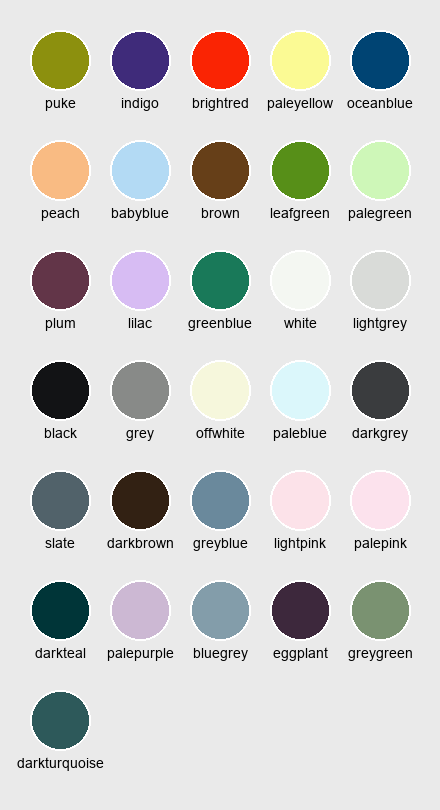 puke indigo brightred paleyellow oceanblue
peach babyblue brown leafgreen palegreen
plum lilac greenblue white lightgrey
black grey offwhite paleblue darkgrey
slate darkbrown greyblue lightpink palepink
darkteal palepurple bluegrey eggplant greygreen
darkturquoise